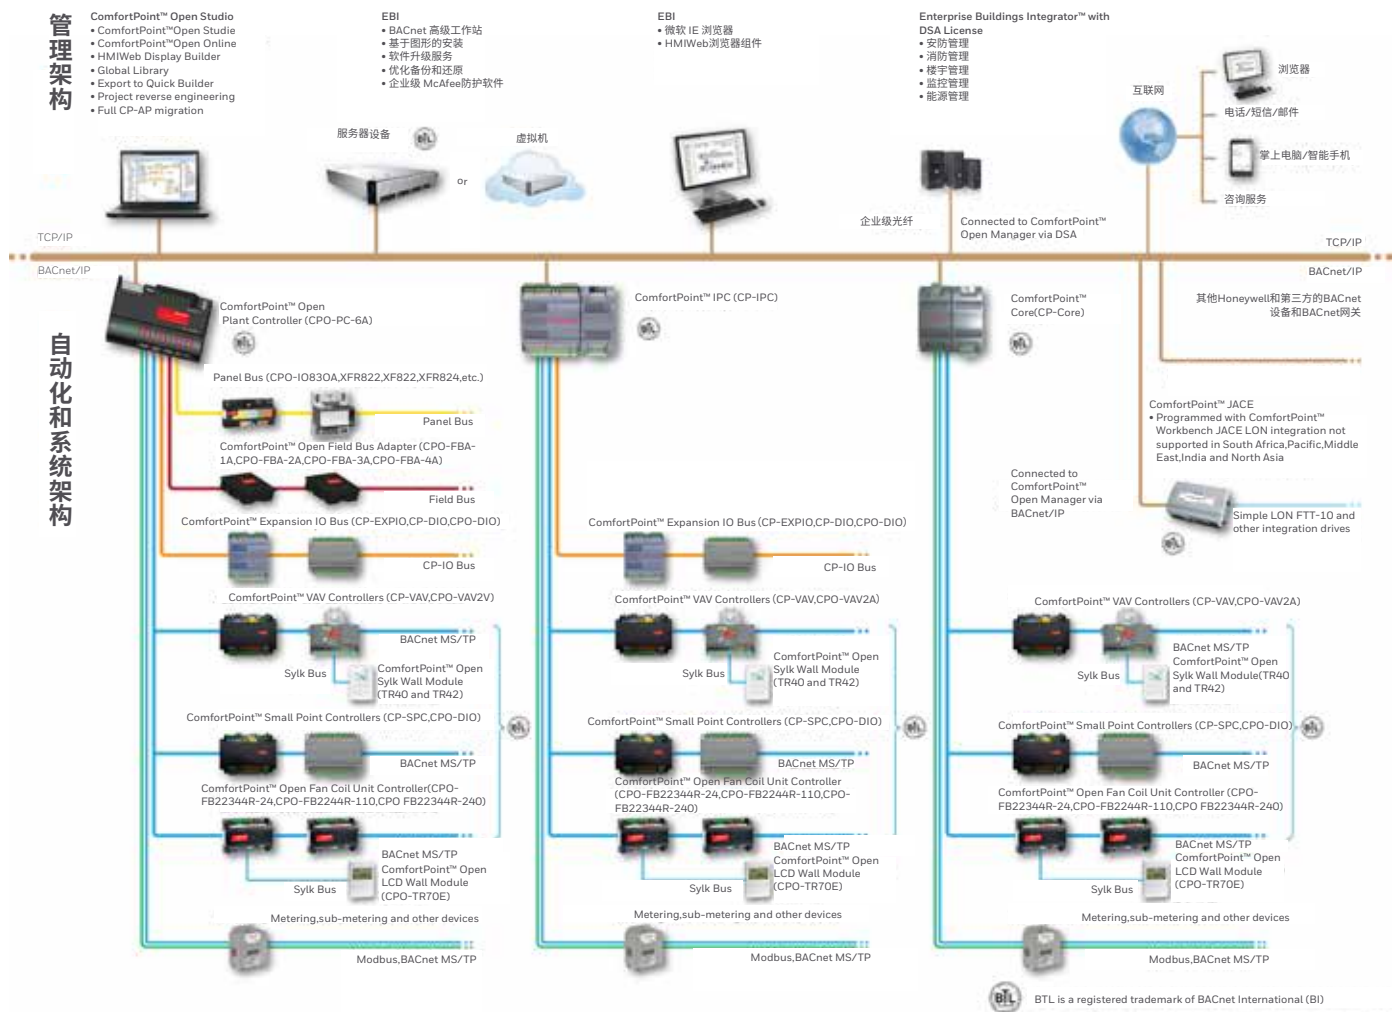 管理架构
ComfortPoint™ Open Studio
• ComfortPoint™Open Studie
• ComfortPoint™Open Online
• HMIWeb Display Builder
• Global Library
• Export to Quick Builder
• Project reverse engineering
• Full CP-AP migration
EBI
• BACnet 高级工作站
• 基于图形的安装
• 软件升级服务
• 优化备份和还原
• 企业级 McAfee防护软件
EBI
• 微软 IE 浏览器
• HMIWeb浏览器组件
Enterprise Buildings Integrator™ with
DSA License
• 安防管理
• 消防管理
• 楼宇管理
• 监控管理
• 能源管理
互联网
浏览器
电话/短信/邮件
掌上电脑/智能手机
咨询服务
服务器设备
BTL
or
虚拟机
企业级光纤
Connected to ComfortPoint™
Open Manager via DSA
TCP/IP
TCP/IP
BACnet/IP
BACnet/IP
自动化和系统架构
ComfortPoint™ Open
Plant Controller (CPO-PC-6A)
BTL
Panel Bus (CPO-IO830A,XFR822,XF822,XFR824,etc.)
Panel Bus
ComfortPoint™ Open Field Bus Adapter (CPO-FBA-
1A,CPO-FBA-2A,CPO-FBA-3A,CPO-FBA-4A)
Field Bus
ComfortPoint™ Expansion IO Bus (CP-EXPIO,CP-DIO,CPO-DIO)
CP-IO Bus
ComfortPoint™ VAV Controllers (CP-VAV,CPO-VAV2V)
BACnet MS/TP
Sylk Bus
ComfortPoint™ Open
Sylk Wall Module
(TR40 and TR42)
ComfortPoint™ Small Point Controllers (CP-SPC,CPO-DIO)
BTL
BACnet MS/TP
ComfortPoint™ Open Fan Coil Unit Controller(CPO-
FB22344R-24,CPO-FB2244R-110,CPO FB22344R-240)
BACnet MS/TP
ComfortPoint™ Open
LCD Wall Module
(CPO-TR70E)
Sylk Bus
Metering,sub-metering and other devices
Modbus,BACnet MS/TP
ComfortPoint™ IPC (CP-IPC)
BTL
ComfortPoint™ Expansion IO Bus (CP-EXPIO,CP-DIO,CPO-DIO)
CP-IO Bus
ComfortPoint™ VAV Controllers (CP-VAV,CPO-VAV2A)
BACnet MS/TP
Sylk Bus
ComfortPoint™ Open
Sylk Wall Module
(TR40 and TR42)
ComfortPoint™ Small Point Controllers (CP-SPC,CPO-DIO)
BTL
BACnet MS/TP
ComfortPoint™ Open Fan Coil Unit Controller
(CPO-FB22344R-24,CPO-FB2244R-110,CPO-
FB22344R-240)
BACnet MS/TP
ComfortPoint™ Open
LCD Wall Module
(CPO-TR70E)
Sylk Bus
Metering,sub-metering and other devices
Modbus,BACnet MS/TP
ComfortPoint™
Core(CP-Core)
BTL
其他Honeywell和第三方的BACnet
设备和BACnet网关
ComfortPoint™ JACE
• Programmed with ComfortPoint™
Workbench JACE LON integration not
supported in South Africa,Pacific,Middle
East,India and North Asia
Connected to
ComfortPoint™
Open Manager via
BACnet/IP
Simple LON FTT-10 and
other integration drives
BTL
ComfortPoint™ VAV Controllers (CP-VAV,CPO-VAV2A)
BACnet MS/TP
Sylk Bus
ComfortPoint™ Open
Sylk Wall Module(TR40
and TR42)
ComfortPoint™ Small Point Controllers (CP-SPC,CPO-DIO)
BTL
BACnet MS/TP
ComfortPoint™ Open Fan Coil Unit Controller (CPO-
FB22344R-24,CPO-FB2244R-110,CPO FB22344R-240)
BACnet MS/TP
ComfortPoint™ Open
LCD Wall Module
(CPO-TR70E)
Sylk Bus
Metering,sub-metering and other devices
Modbus,BACnet MS/TP
BTL
BTL is a registered trademark of BACnet International (BI)